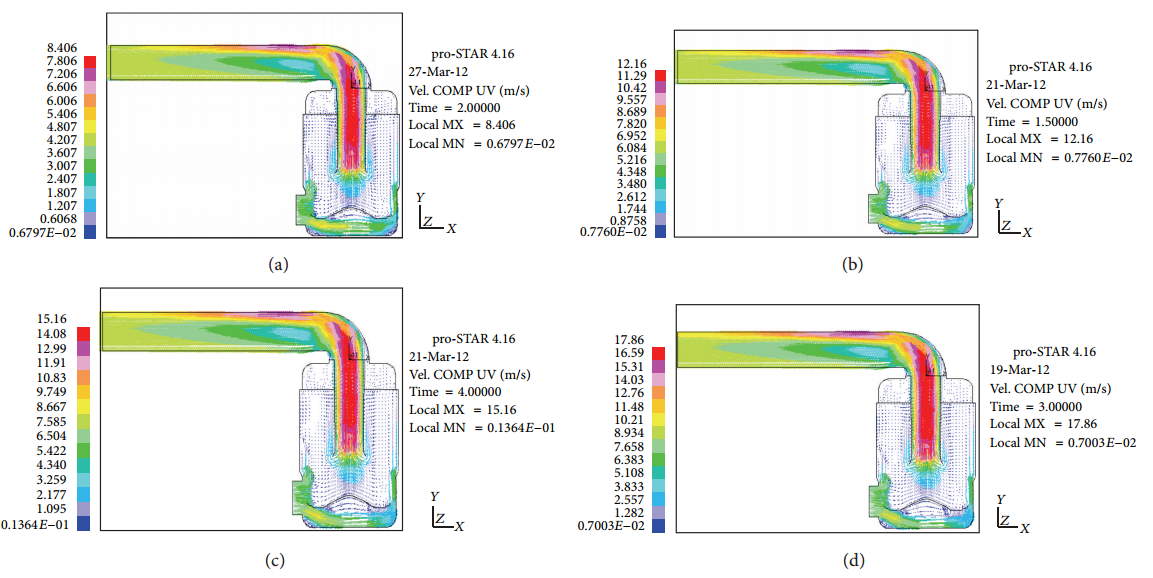 8.406
7.806
7.206
6.606
6.006
5.406
4.807
4.207
3.607
3.007
2.407
1.807
1.207
0.6068
0.6797E−02
pro-STAR 4.16
27-Mar-12
Vel. COMP UV (m/s)
Time = 2.00000
Local MX = 8.406
Local MN = 0.6797E−02
Y
Z
X
(a)
12.16
11.29
10.42
9.557
8.689
7.820
6.952
6.084
5.216
4.348
3.480
2.612
1.744
0.8758
0.7760E−02
pro-STAR 4.16
21-Mar-12
Vel. COMP UV (m/s)
Time = 1.50000
Local MX = 12.16
Local MN = 0.7760E−02
Y
Z
X
(b)
15.16
14.08
12.99
11.91
10.83
9.749
8.667
7.585
6.504
5.422
4.340
3.259
2.177
1.095
0.1364E−01
pro-STAR 4.16
21-Mar-12
Vel. COMP UV (m/s)
Time = 4.00000
Local MX = 15.16
Local MN = 0.1364E−01
Y
Z
X
(c)
17.86
16.59
15.31
14.03
12.76
11.48
10.21
8.934
7.658
6.383
5.108
3.833
2.557
1.282
0.7003E−02
pro-STAR 4.16
19-Mar-12
Vel. COMP UV (m/s)
Time = 3.00000
Local MX = 17.86
Local MN = 0.7003E−02
Y
Z
X
(d)